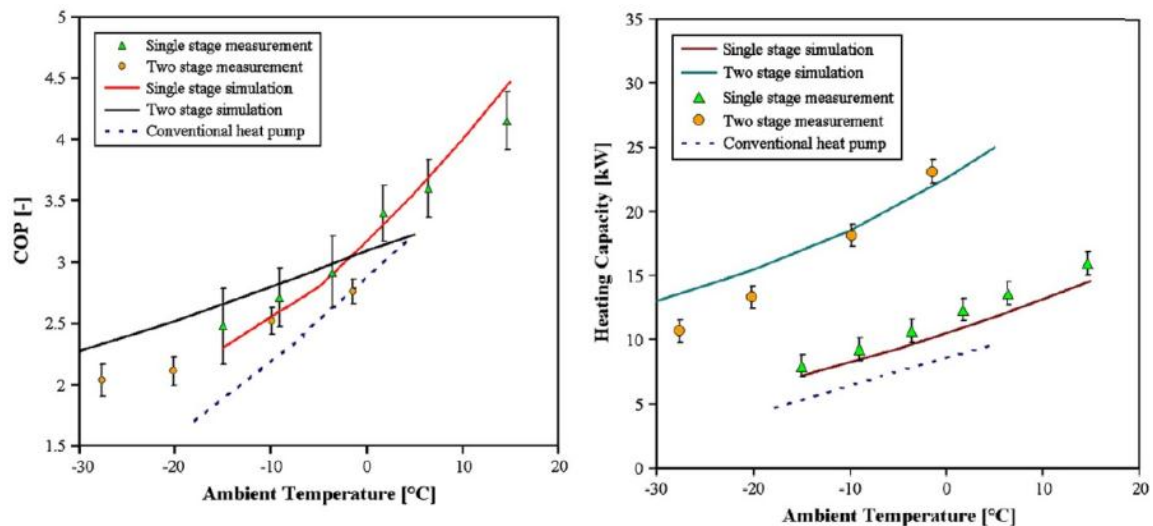 5
4.5
4
3.5
3
2.5
2
1.5
COP [-]
Single stage measurement
Two stage measurement
Single stage simulation
Two stage simulation
Conventional heat pump
-30
-20
-10
0
10
20
Ambient Temperature [°C]
35
30
25
20
15
10
5
0
Heating Capacity [kW]
Single stage simulation
Two stage simulation
Single stage measurement
Two stage measurement
Conventional heat pump
-30
-20
-10
0
10
20
Ambient Temperature [°C]